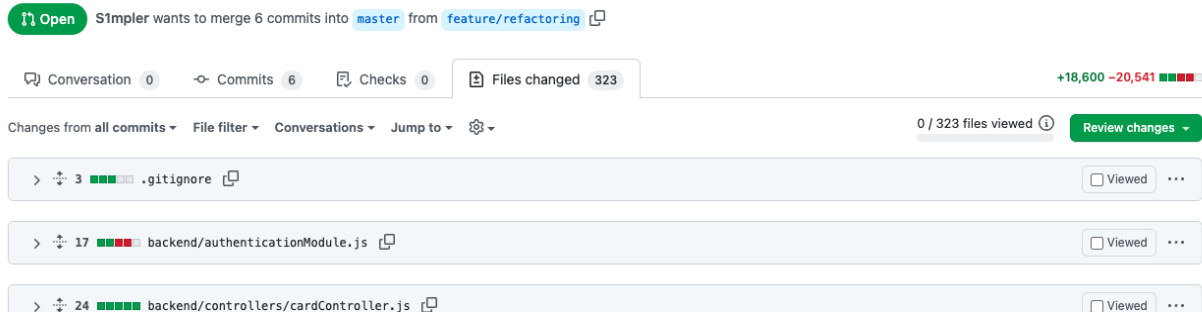 Open S1mpler wants to merge 6 commits into master from feature/refactoring
Conversation 0 Commits 6 Checks 0 Files changed 323 +18,600 −20,541
Changes from all commits File filter Conversations Jump to 0 / 323 files viewed Review changes
3 .gitignore Viewed
17 backend/authenticationModule.js Viewed
24 backend/controllers/cardController.js Viewed